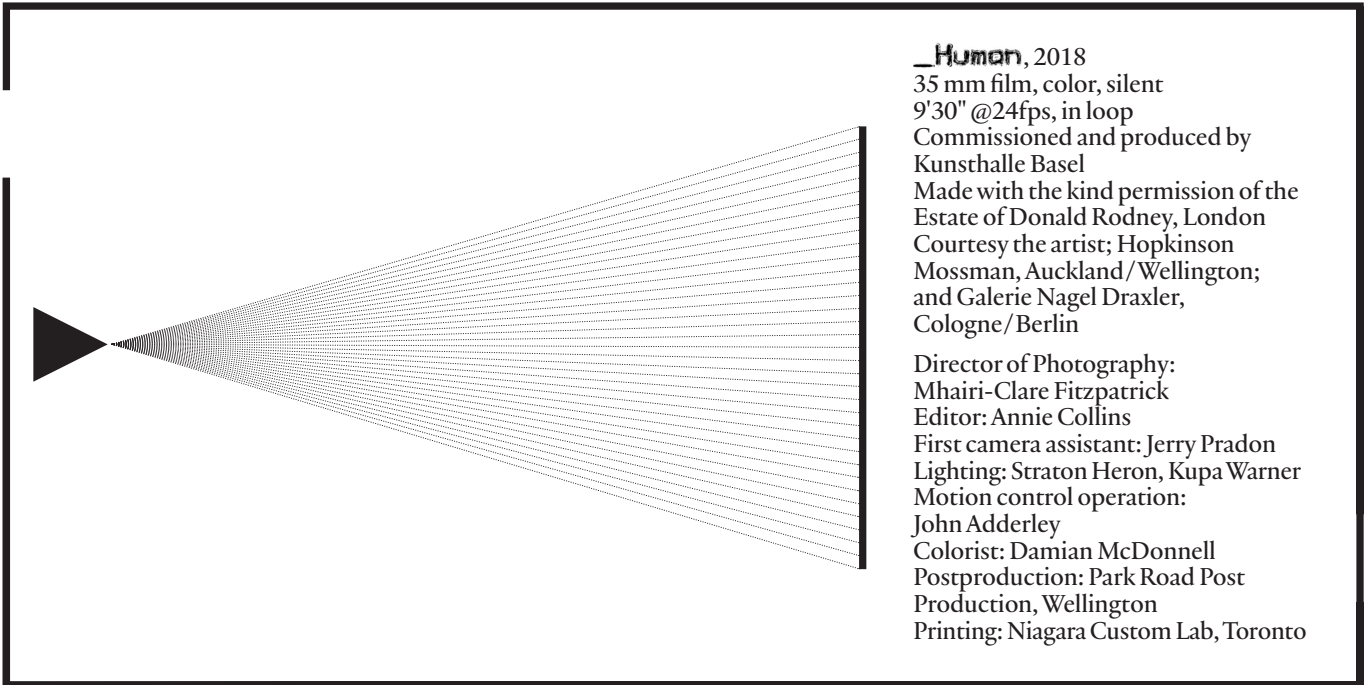 _Human, 2018
35 mm film, color, silent
9'30" @24fps, in loop
Commissioned and produced by
Kunsthalle Basel
Made with the kind permission of the
Estate of Donald Rodney, London
Courtesy the artist; Hopkinson
Mossman, Auckland/Wellington;
and Galerie Nagel Draxler,
Cologne/Berlin
Director of Photography:
Mhairi-Clare Fitzpatrick
Editor: Annie Collins
First camera assistant: Jerry Pradon
Lighting: Straton Heron, Kupa Warner
Motion control operation:
John Adderley
Colorist: Damian McDonnell
Postproduction: Park Road Post
Production, Wellington
Printing: Niagara Custom Lab, Toronto